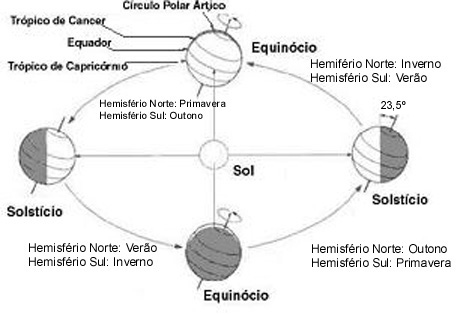 Círculo Polar Ártico
Trópico de Cancer
Equador
Trópico de Capricórnio
Equinócio
Hemifério Norte: Inverno
Hemisfério Sul: Verão
Hemisfério Norte: Primavera
Hemisfério Sul: Outono
23,5º
Sol
Solstício
Solstício
Hemisfério Norte: Verão
Hemisfério Sul: Inverno
Hemisfério Norte: Outono
Hemisfério Sul: Primavera
Equinócio